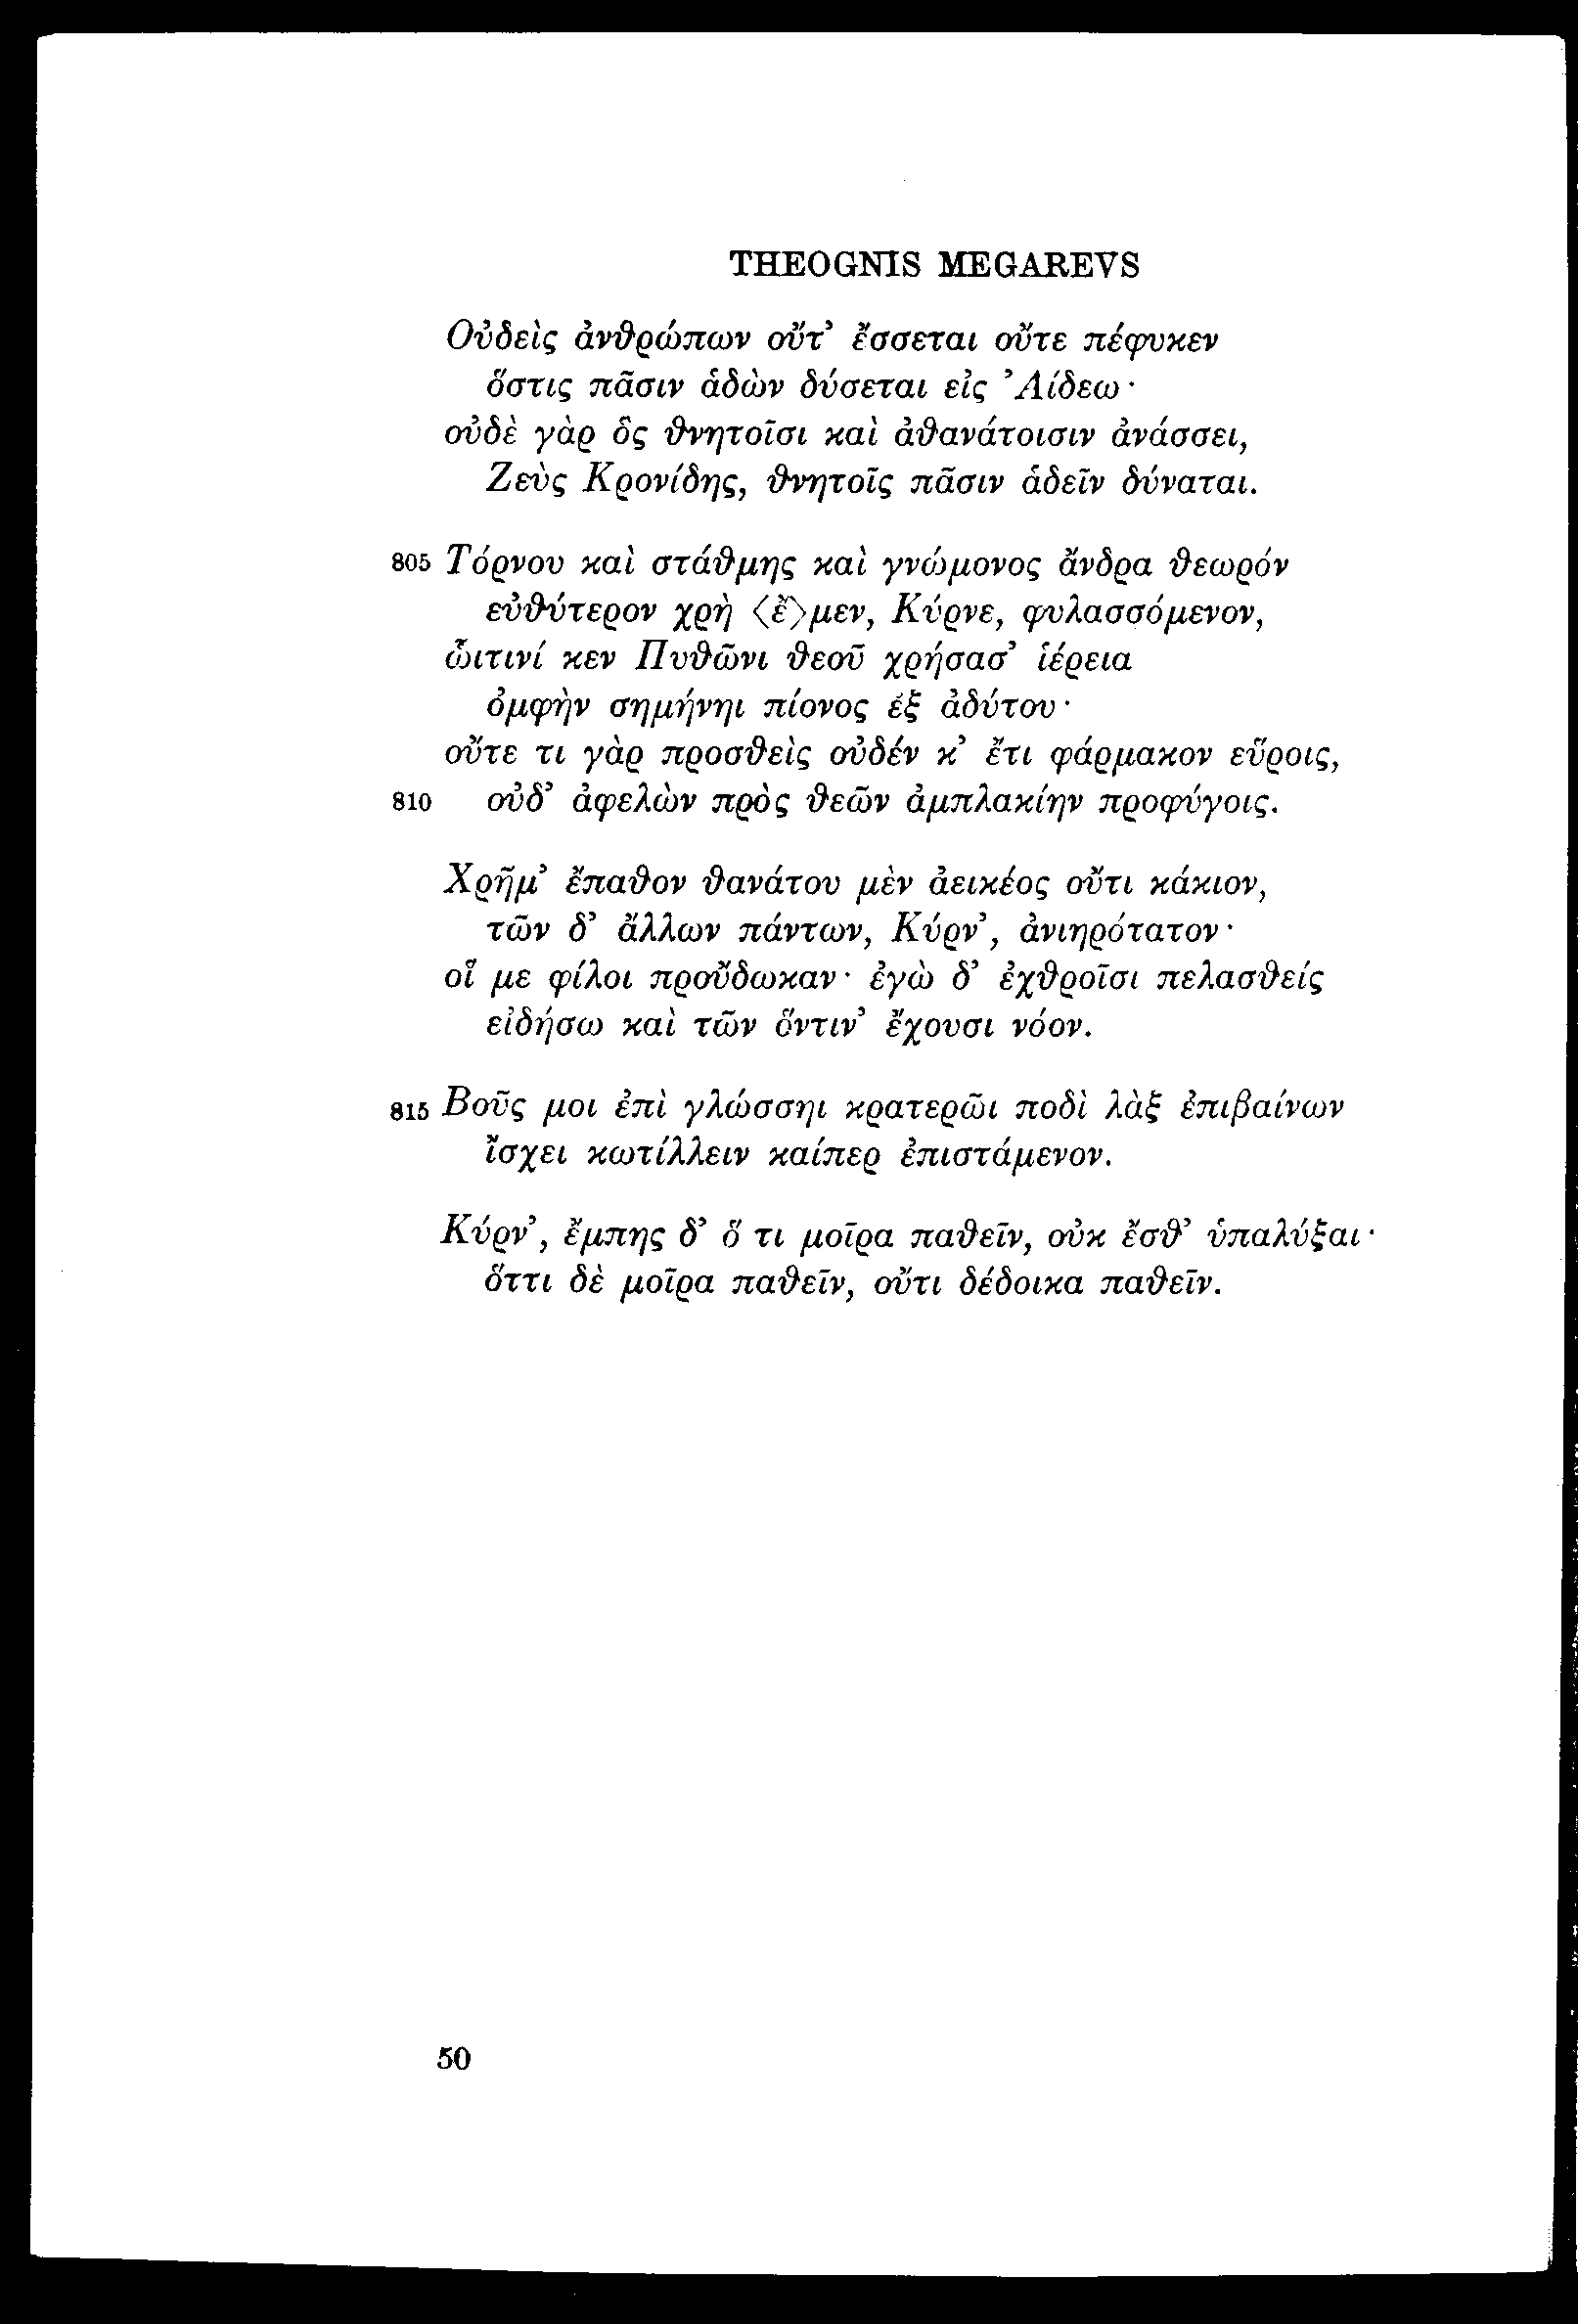 THEOGNIS MEGAREVS
Οὐδεὶς ἀνϑρώπων οὔτ’ ἔσσεται οὔτε πέφυκεν
ὅστις πᾶσιν ἁδὼν δύσεται εἰς Ἀίδεω·
οὐδὲ γὰρ ὃς ϑνητοῖσι καὶ ἀϑανάτοισιν ἀνάσσει,
Ζεὺς Κρονίδης, ϑνητοῖς πᾶσιν ἁδεῖν δύναται.
805 Τόρνου καὶ στάϑμης καὶ γνώμονος ἄνδρα ϑεωρόν
εὐϑύτερον χρὴ ⟨ἔ⟩μεν, Κύρνε, φυλασσόμενον,
ὧιτινί κεν Πυϑῶνι ϑεοῦ χρήσασ’ ἱέρεια
ὀμφὴν σημήνηι πίονος ἐξ ἀδύτου·
οὔτε τι γὰρ προσϑεὶς οὐδέν κ’ ἔτι φάρμακον εὕροις,
810 οὐδ’ ἀφελὼν πρὸς ϑεῶν ἀμπλακίην προφύγοις.
Χρῆμ’ ἔπαϑον ϑανάτου μὲν ἀεικέος οὔτι κάκιον,
τῶν δ’ ἄλλων πάντων, Κύρν’, ἀνιηρότατον·
οἵ με φίλοι προὔδωκαν· ἐγὼ δ’ ἐχϑροῖσι πελασϑείς
εἰδήσω καὶ τῶν ὅντιν’ ἔχουσι νόον.
815 Βοῦς μοι ἐπὶ γλώσσηι κρατερῶι ποδὶ λὰξ ἐπιβαίνων
ἴσχει κωτίλλειν καίπερ ἐπιστάμενον.
Κύρν’, ἔμπης δ’ ὅ τι μοῖρα παϑεῖν, οὐκ ἔσϑ’ ὑπαλύξαι·
ὅττι δὲ μοῖρα παϑεῖν, οὔτι δέδοικα παϑεῖν.
50